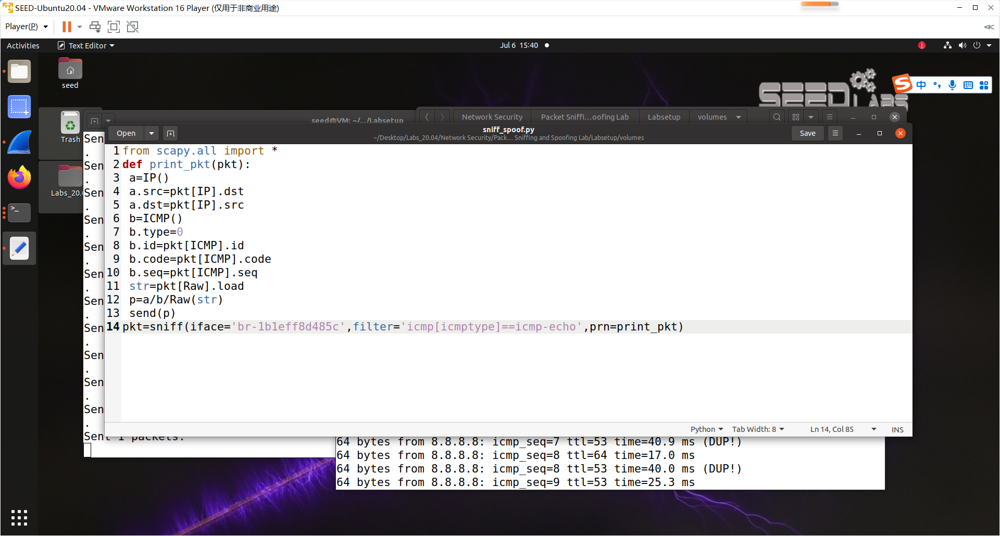 SEED-Ubuntu20.04 - VMware Workstation 16 Player (仅用于非商业用途)
Player(P)
Activities
Text Editor
Jul 6 15:40
seed
SEED LABS
中
Trash
Labs_20.0
seed@VM: ~/.../Labsetup
Network Security
Packet Sniffi...oofing Lab
Labsetup
volumes
Open
sniff_spoof.py
~/Desktop/Labs_20.04/Network Security/Pack... Sniffing and Spoofing Lab/Labsetup/volumes
Save
1 from scapy.all import *
2 def print_pkt(pkt):
3 a=IP()
4 a.src=pkt[IP].dst
5 a.dst=pkt[IP].src
6 b=ICMP()
7 b.type=0
8 b.id=pkt[ICMP].id
9 b.code=pkt[ICMP].code
10 b.seq=pkt[ICMP].seq
11 str=pkt[Raw].load
12 p=a/b/Raw(str)
13 send(p)
14 pkt=sniff(iface='br-1b1eff8d485c',filter='icmp[icmptype]==icmp-echo',prn=print_pkt)
Python
Tab Width: 8
Ln 14, Col 85
INS
Sen
.
Sen
.
Sen
.
Sen
.
Sen
.
Sen
.
Sen
.
Sen
.
Sen
.
Sen
.
Sen
.
Sent 1 packets.
64 bytes from 8.8.8.8: icmp_seq=7 ttl=53 time=40.9 ms (DUP!)
64 bytes from 8.8.8.8: icmp_seq=8 ttl=64 time=17.0 ms
64 bytes from 8.8.8.8: icmp_seq=8 ttl=53 time=40.0 ms (DUP!)
64 bytes from 8.8.8.8: icmp_seq=9 ttl=53 time=25.3 ms